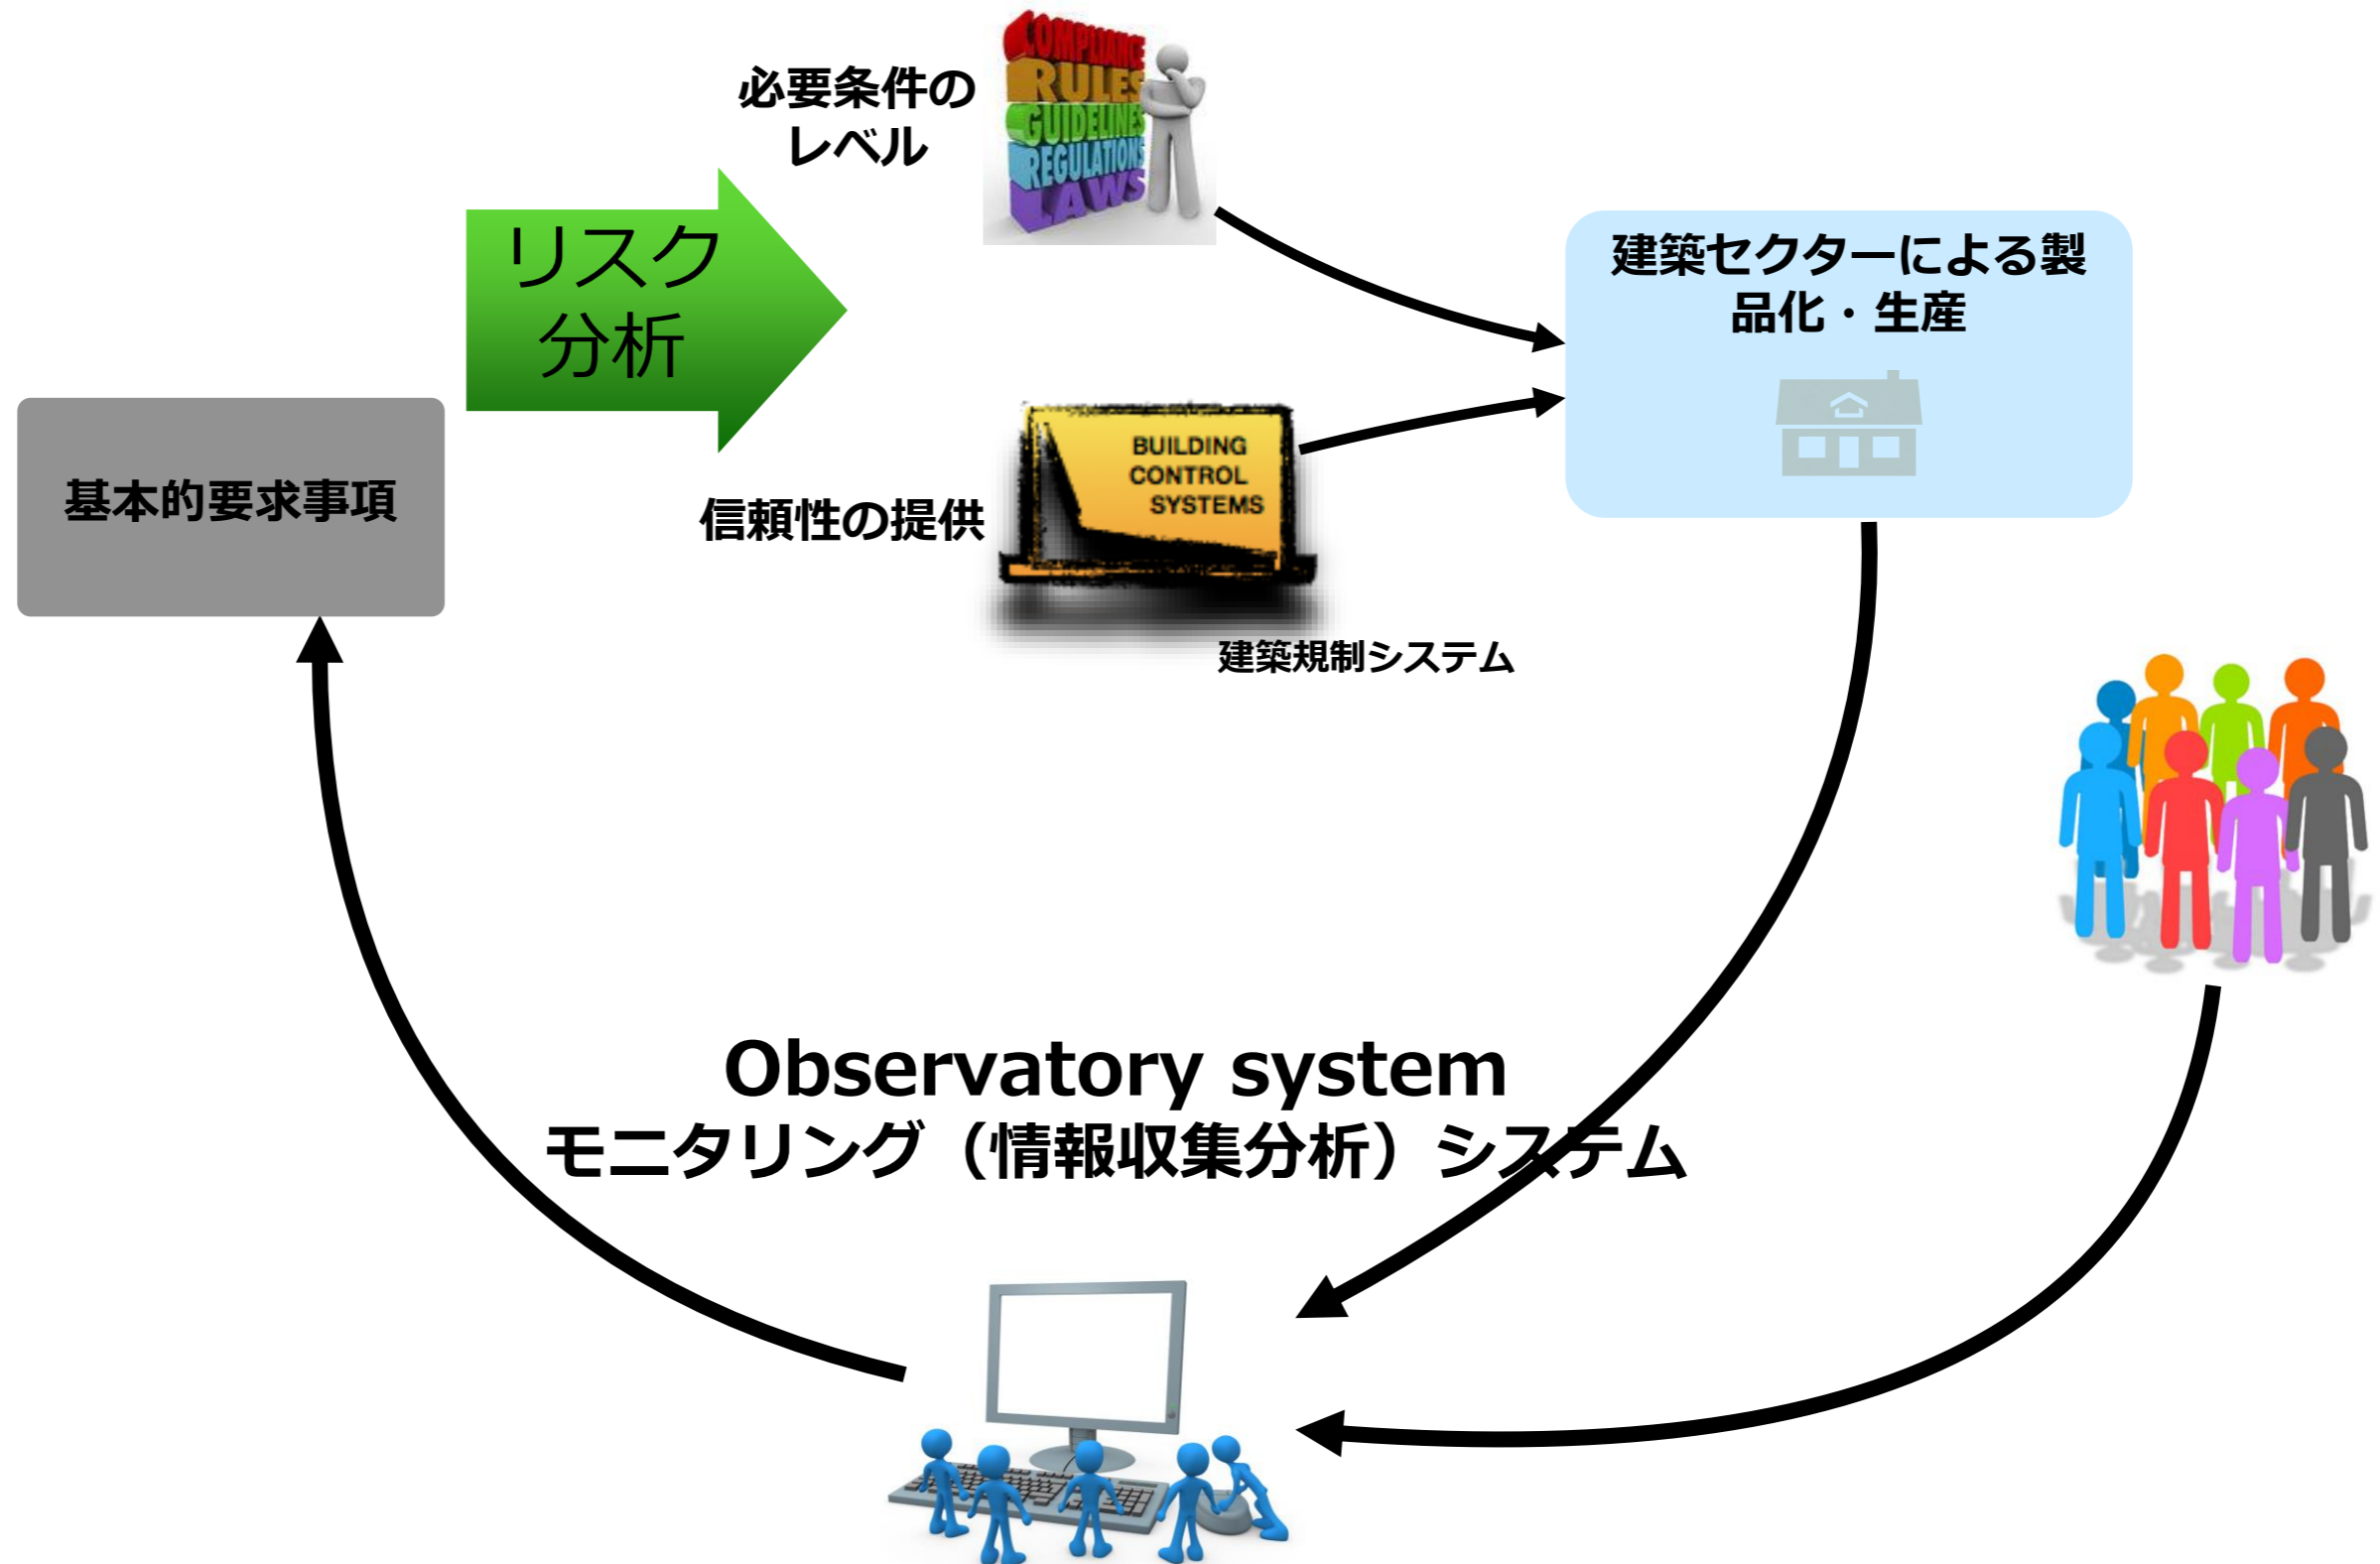 必要条件の
レベル
COMPLIANCE
RULES
GUIDELINES
REGULATIONS
LAWS
リスク
分析
建築セクターによる製
品化・生産
基本的要求事項
信頼性の提供
BUILDING
CONTROL
SYSTEMS
建築規制システム
Observatory system
モニタリング（情報収集分析）システム